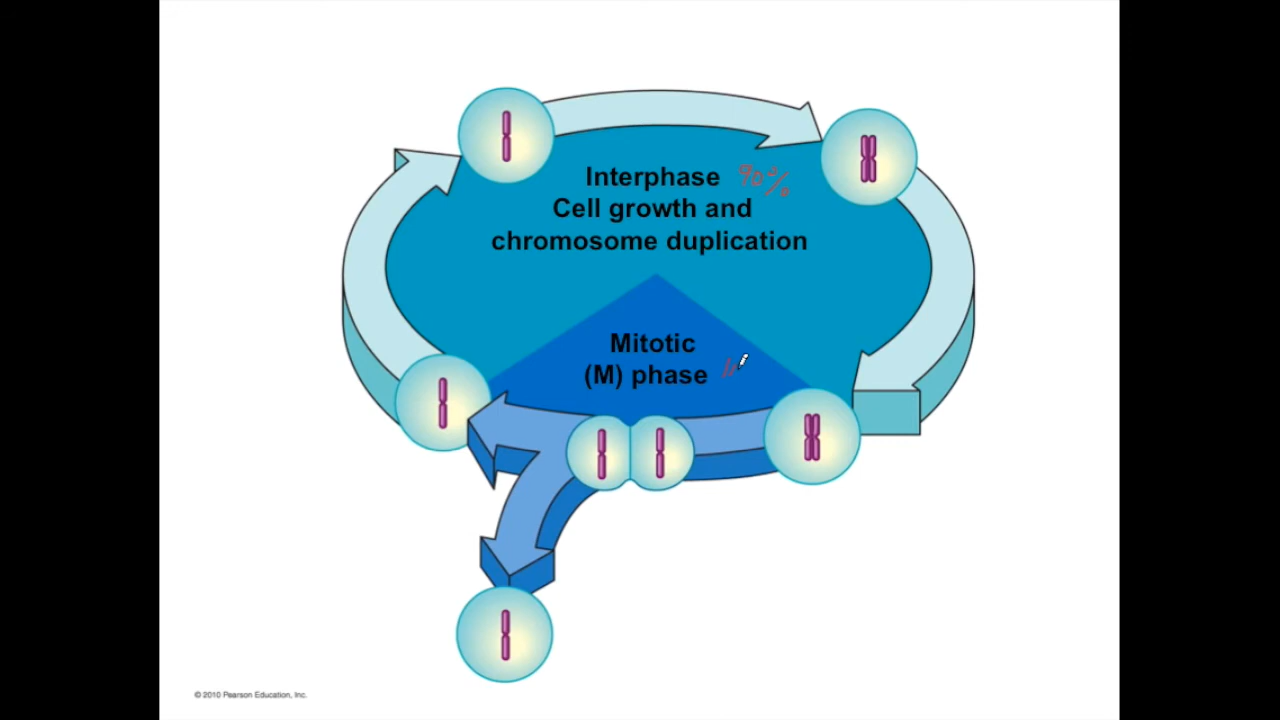 Interphase 90%
Cell growth and
chromosome duplication
Mitotic
(M) phase
© 2010 Pearson Education, Inc.